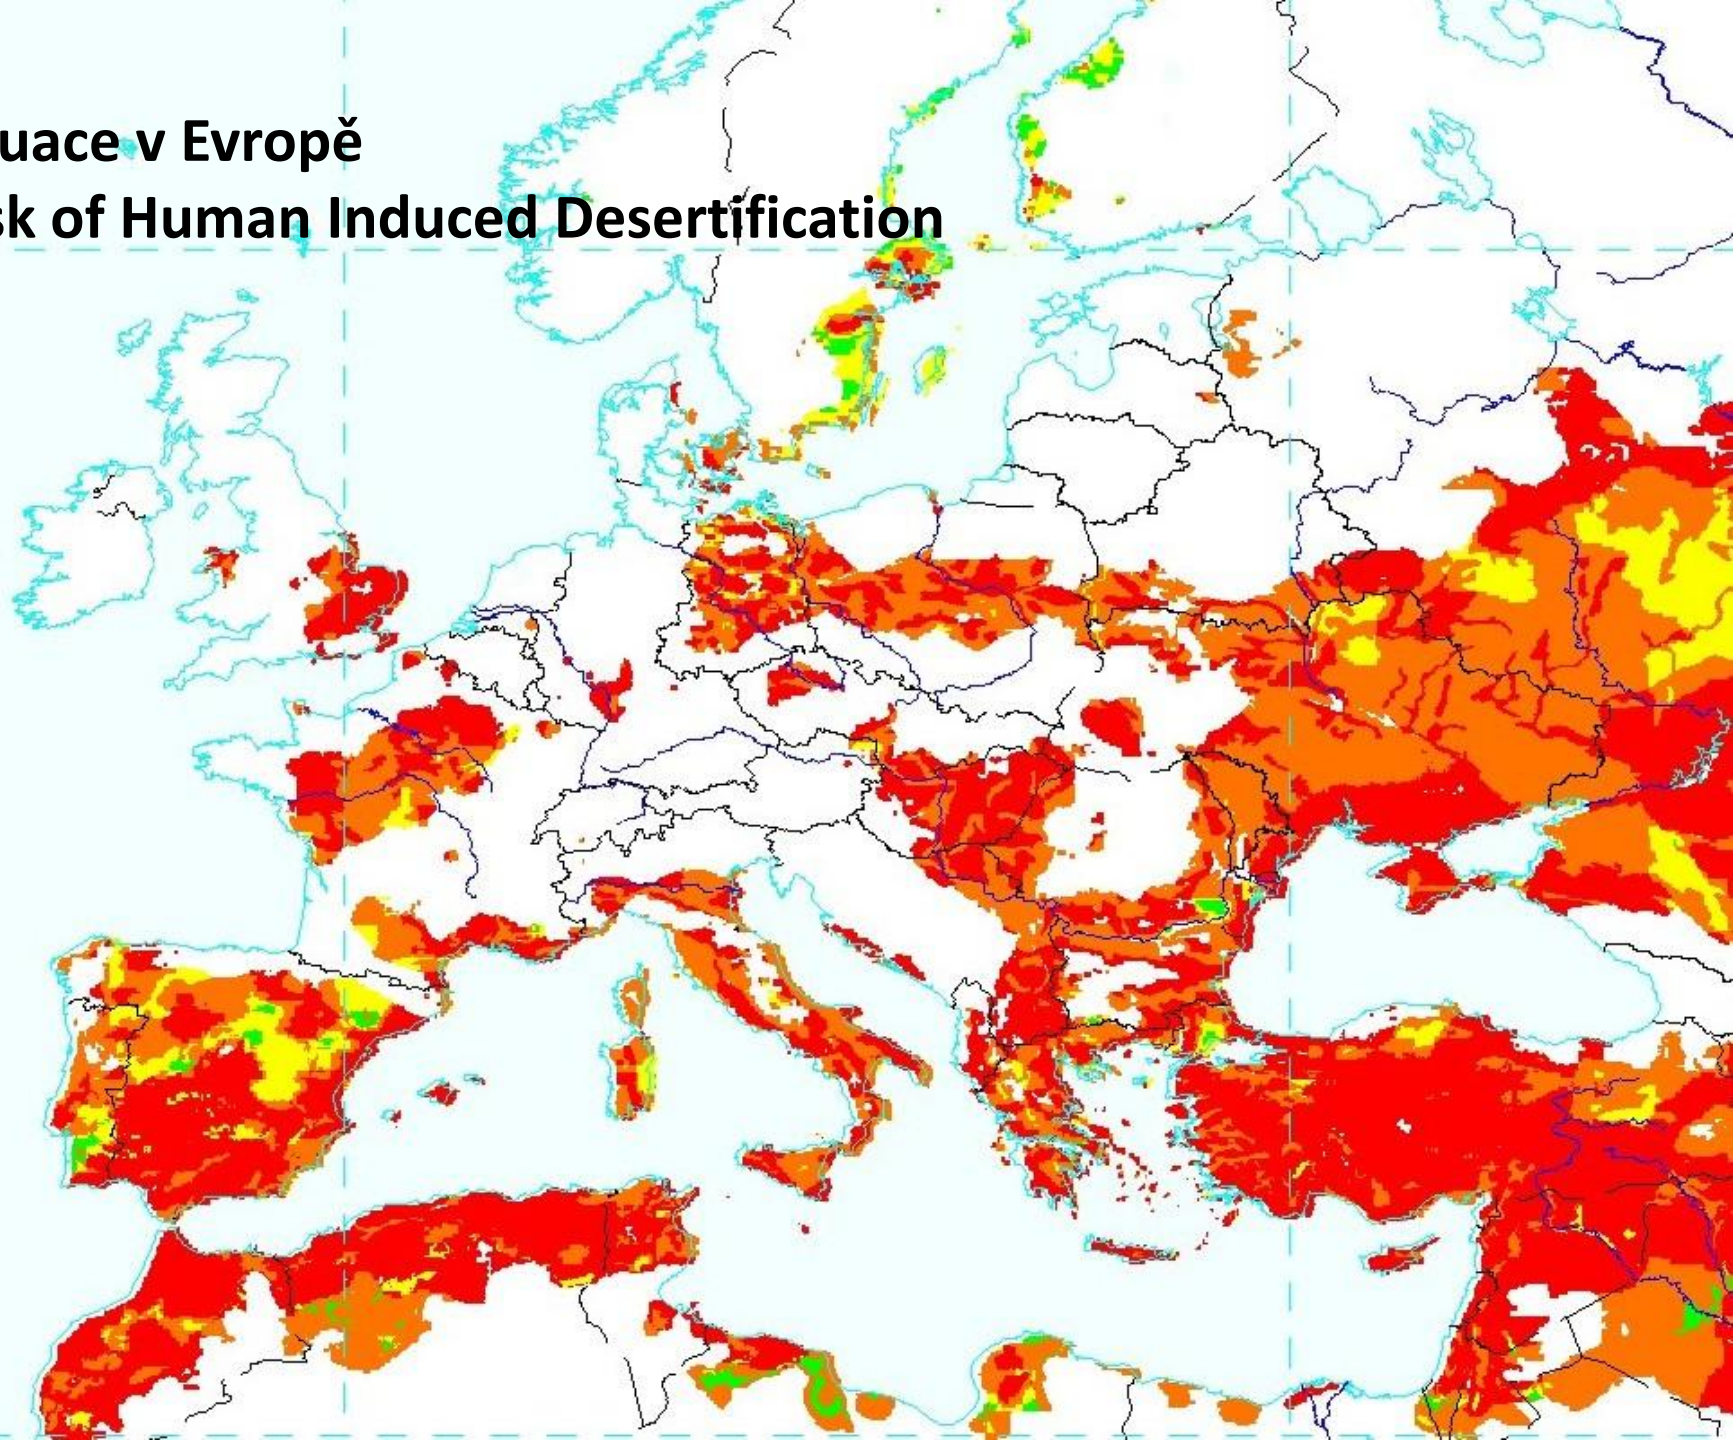 uace v Evropě
sk of Human Induced Desertification